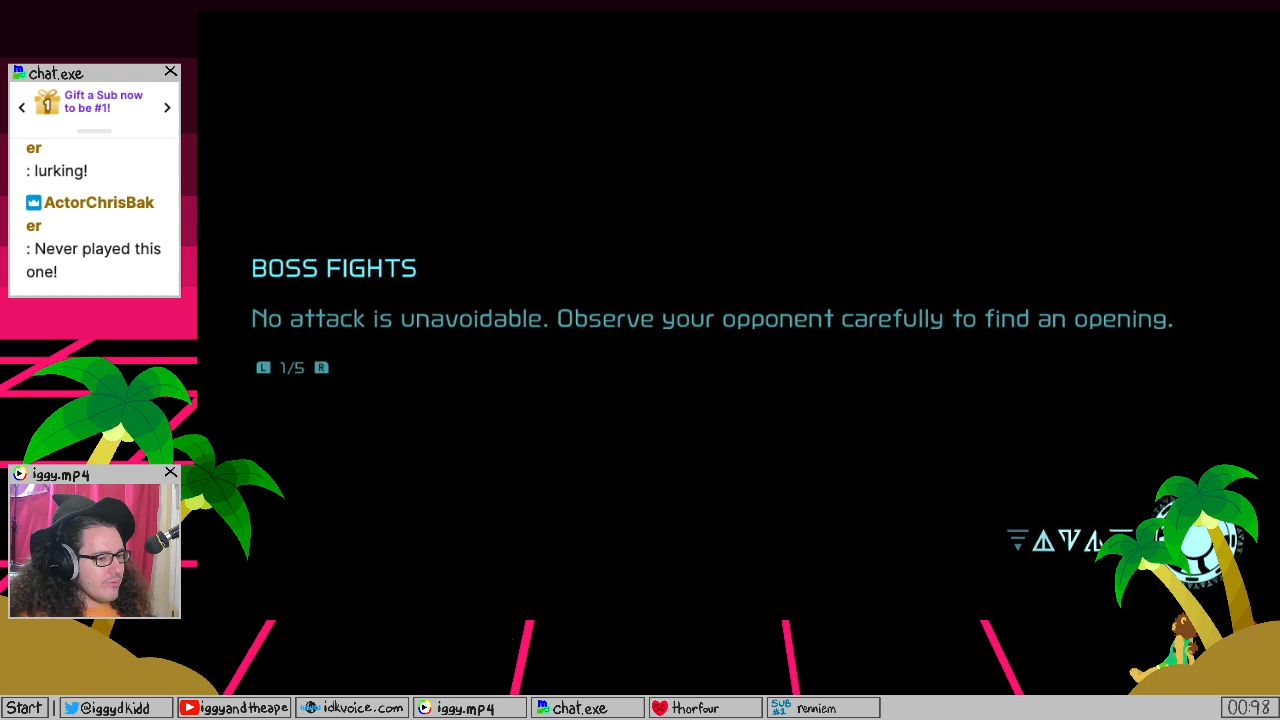 chat.exe
Gift a Sub now
to be #1!
1
er
: lurking!
ActorChrisBak
er
: Never played this
one!
BOSS FIGHTS
No attack is unavoidable. Observe your opponent carefully to find an opening.
L 1/5 R
iggy.mp4
Start | @iggydkidd iggyandtheape idkvoice.com iggy.mp4 chat.exe thorfour SUB #1 renniem 00:98